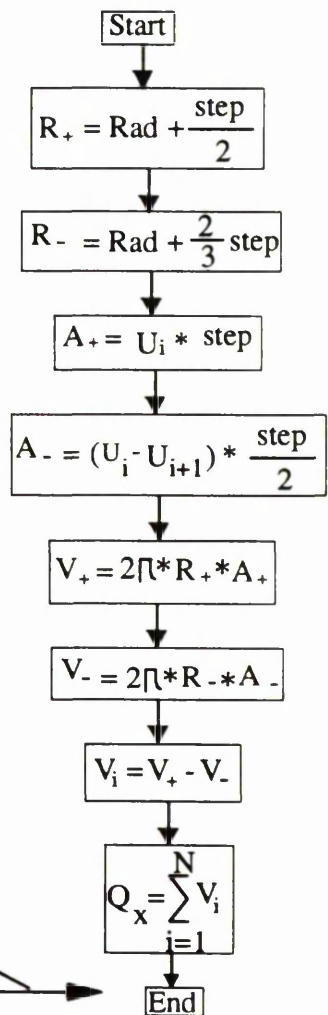 Start
R₊ = Rad + step/2
R₋ = Rad + 2/3 step
A₊ = Uᵢ * step
A₋ = (Uᵢ - Uᵢ₊₁) * step/2
V₊ = 2Π*R₊*A₊
V₋ = 2Π*R₋*A₋
Vᵢ = V₊ - V₋
Qₓ = ∑ᵢ₌₁ᴺ Vᵢ
End